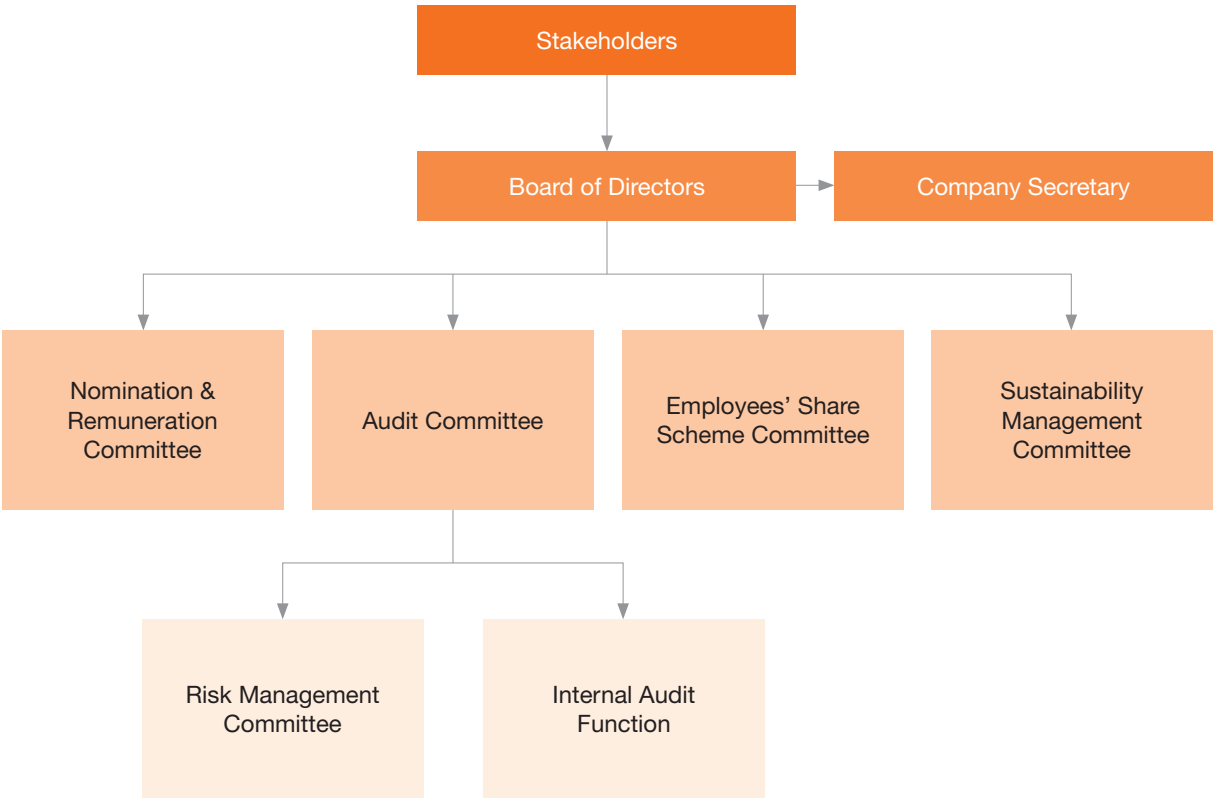 Stakeholders
Board of Directors
Company Secretary
Nomination &
Remuneration
Committee
Audit Committee
Employees’ Share
Scheme Committee
Sustainability
Management
Committee
Risk Management
Committee
Internal Audit
Function